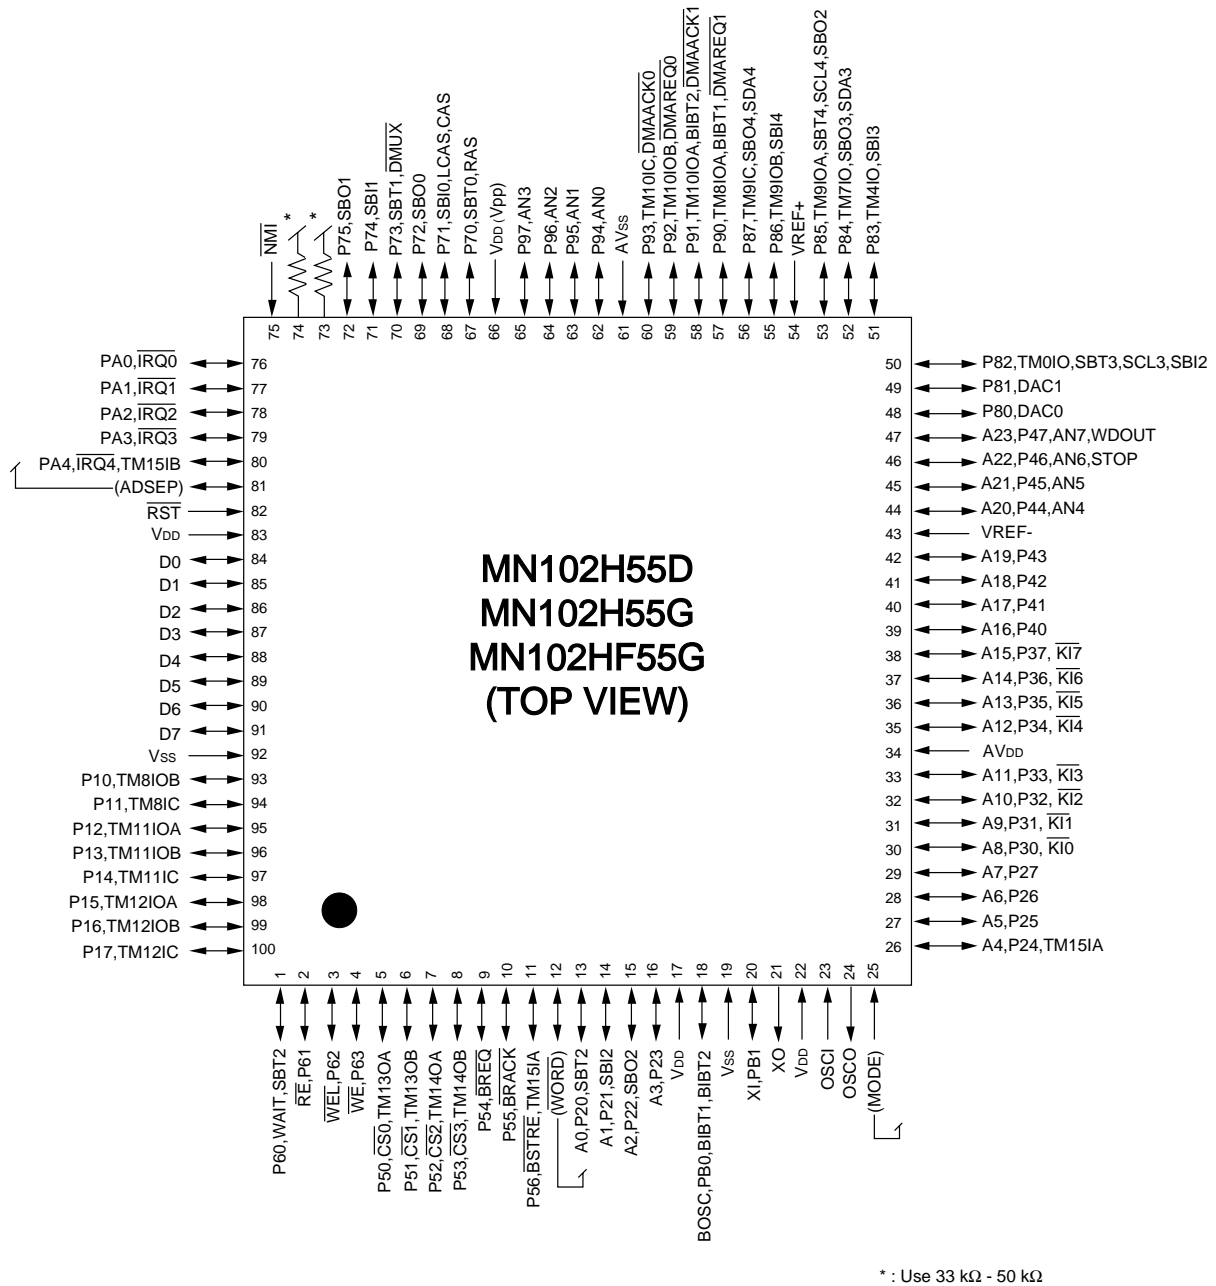 NMI
*
*
P75,SBO1
P74,SBI1
P73,SBT1,DMUX
P72,SBO0
P71,SBI0,LCAS,CAS
P70,SBT0,RAS
VDD (Vpp)
P97,AN3
P96,AN2
P95,AN1
P94,AN0
AVSS
P93,TM10IC,DMAACK0
P92,TM10IOB,DMAREQ0
P91,TM10IOA,BIBT2,DMAACK1
P90,TM8IOA,BIBT1,DMAREQ1
P87,TM9IC,SBO4,SDA4
P86,TM9IOB,SBI4
VREF+
P85,TM9IOA,SBT4,SCL4,SBO2
P84,TM7IO,SBO3,SDA3
P83,TM4IO,SBI3
75
74
73
72
71
70
69
68
67
66
65
64
63
62
61
60
59
58
57
56
55
54
53
52
51
PA0,IRQ0 76
PA1,IRQ1 77
PA2,IRQ2 78
PA3,IRQ3 79
PA4,IRQ4,TM15IB 80
(ADSEP) 81
RST 82
VDD 83
D0 84
D1 85
D2 86
D3 87
D4 88
D5 89
D6 90
D7 91
VSS 92
P10,TM8IOB 93
P11,TM8IC 94
P12,TM11IOA 95
P13,TM11IOB 96
P14,TM11IC 97
P15,TM12IOA 98
P16,TM12IOB 99
P17,TM12IC 100
MN102H55D
MN102H55G
MN102HF55G
(TOP VIEW)
50 P82,TM0IO,SBT3,SCL3,SBI2
49 P81,DAC1
48 P80,DAC0
47 A23,P47,AN7,WDOUT
46 A22,P46,AN6,STOP
45 A21,P45,AN5
44 A20,P44,AN4
43 VREF-
42 A19,P43
41 A18,P42
40 A17,P41
39 A16,P40
38 A15,P37, KI7
37 A14,P36, KI6
36 A13,P35, KI5
35 A12,P34, KI4
34 AVDD
33 A11,P33, KI3
32 A10,P32, KI2
31 A9,P31, KI1
30 A8,P30, KI0
29 A7,P27
28 A6,P26
27 A5,P25
26 A4,P24,TM15IA
1
2
3
4
5
6
7
8
9
10
11
12
13
14
15
16
17
18
19
20
21
22
23
24
25
P60,WAIT,SBT2
RE,P61
WEL,P62
WE,P63
P50,CS0,TM13OA
P51,CS1,TM13OB
P52,CS2,TM14OA
P53,CS3,TM14OB
P54,BREQ
P55,BRACK
P56,BSTRE,TM15IA
(WORD)
A0,P20,SBT2
A1,P21,SBI2
A2,P22,SBO2
A3,P23
VDD
BOSC,PB0,BIBT1,BIBT2
VSS
XI,PB1
XO
VDD
OSCI
OSCO
(MODE)
* : Use 33 kΩ - 50 kΩ